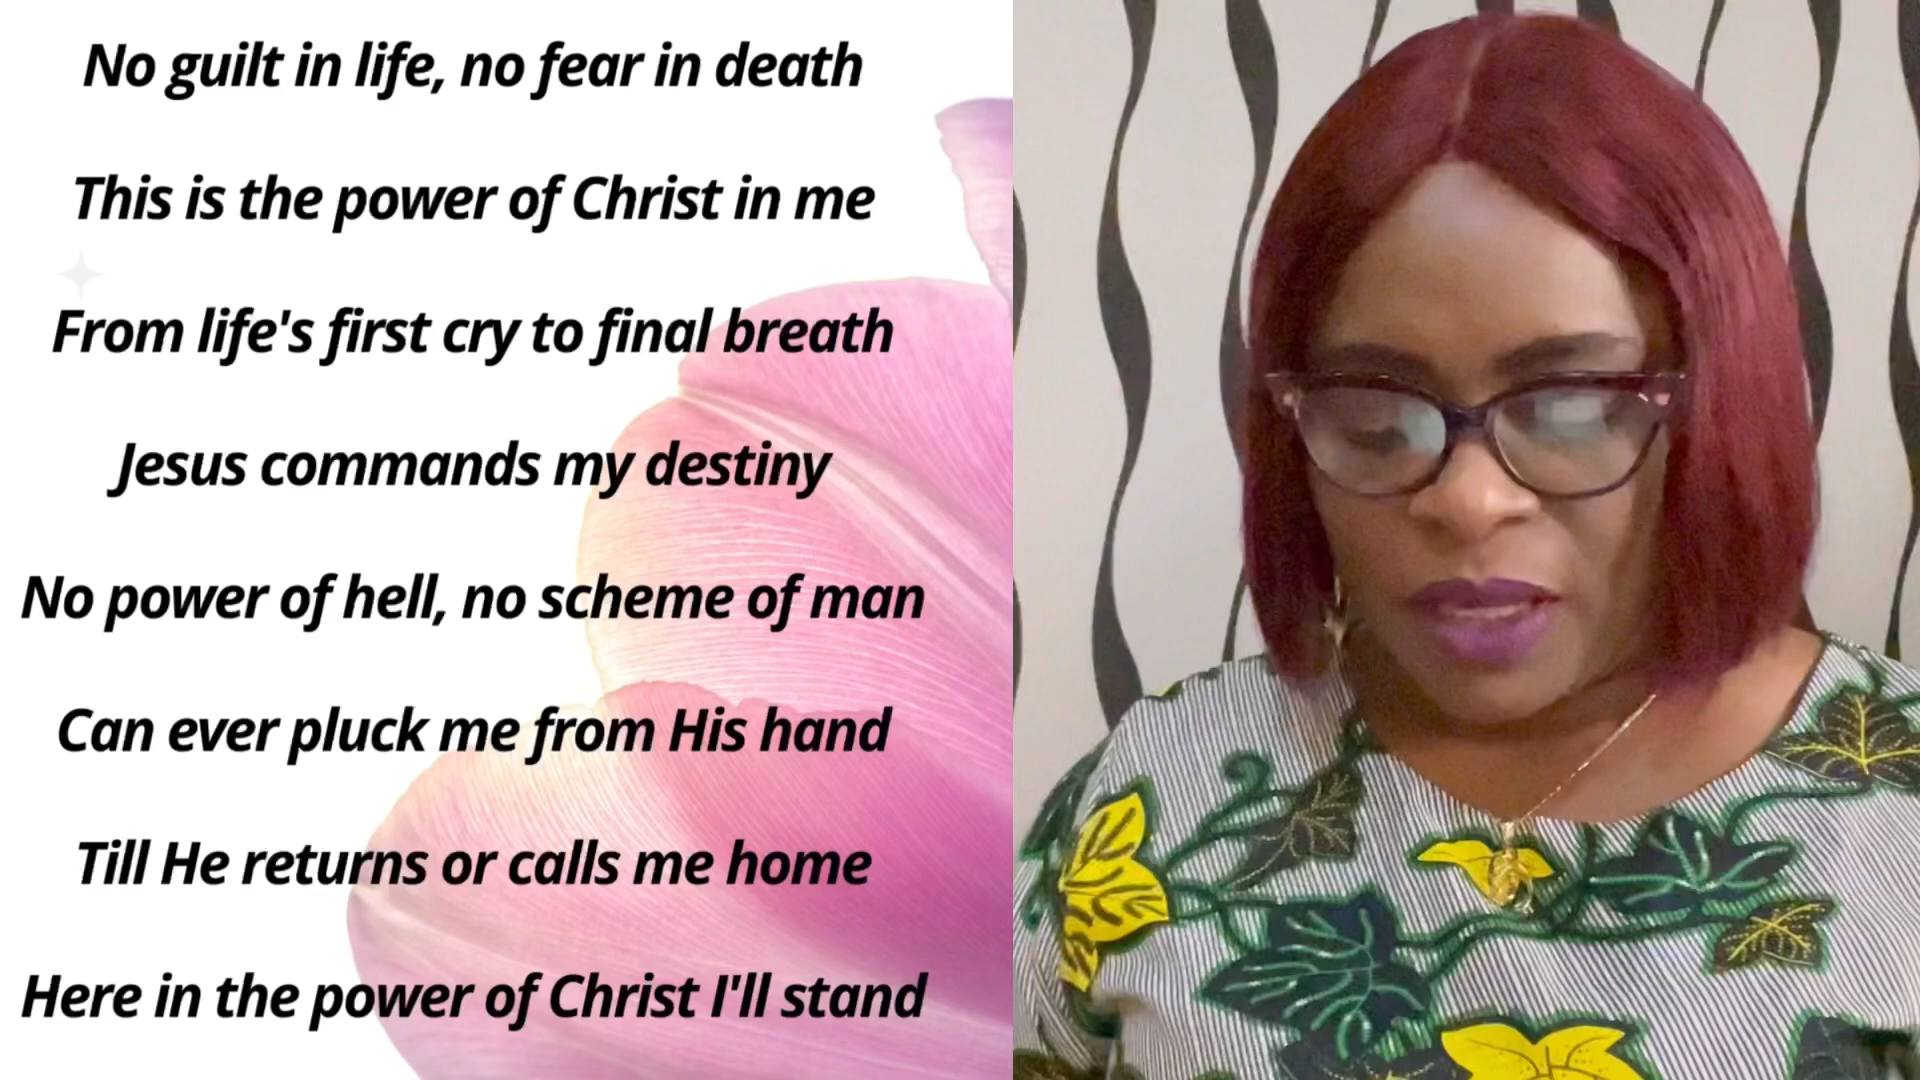 No guilt in life, no fear in death
This is the power of Christ in me
From life's first cry to final breath
Jesus commands my destiny
No power of hell, no scheme of man
Can ever pluck me from His hand
Till He returns or calls me home
Here in the power of Christ I'll stand